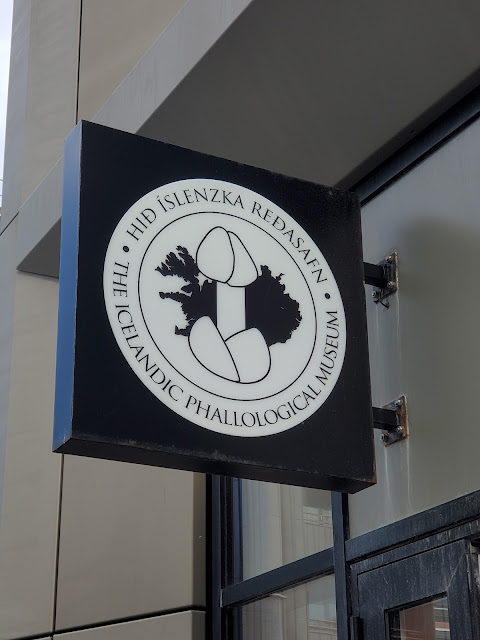 HIÐ ÍSLENZKA REÐASAFN
THE ICELANDIC PHALLOLOGICAL MUSEUM